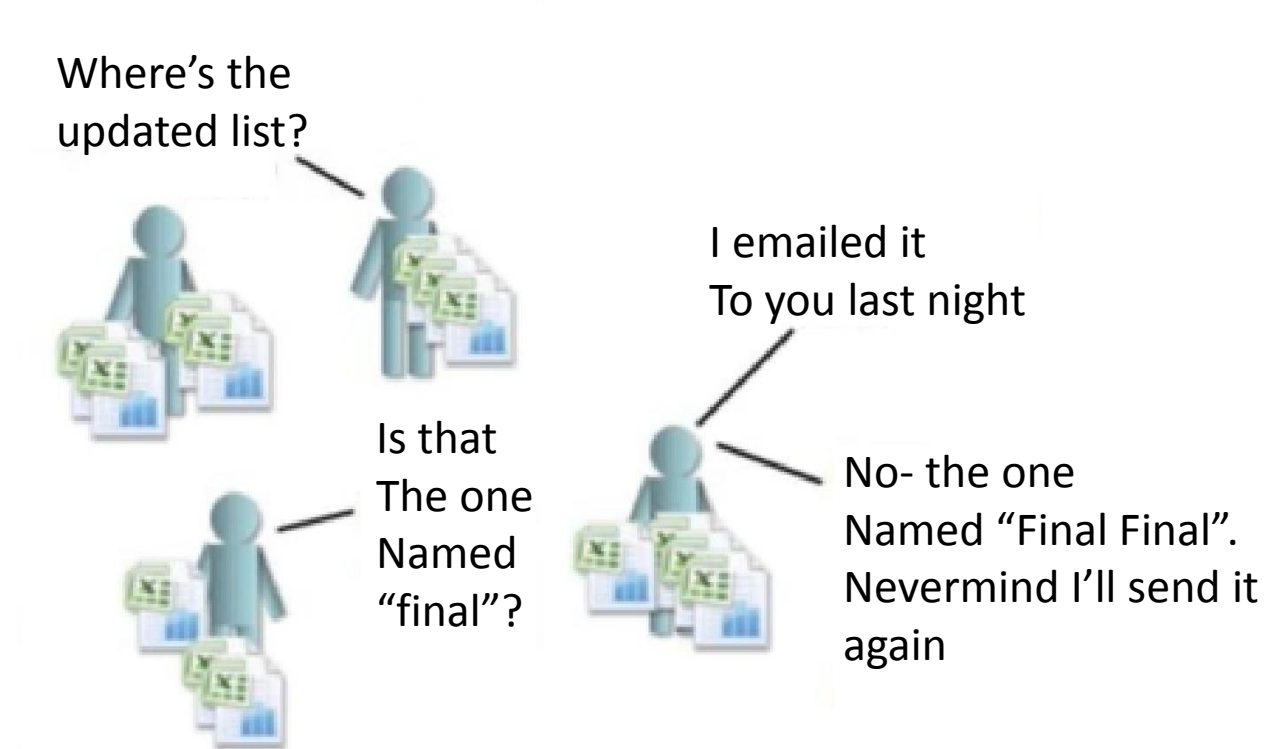 Where's the
updated list?
I emailed it
To you last night
Is that
The one
Named
“final”?
No- the one
Named “Final Final”.
Nevermind I'll send it
again